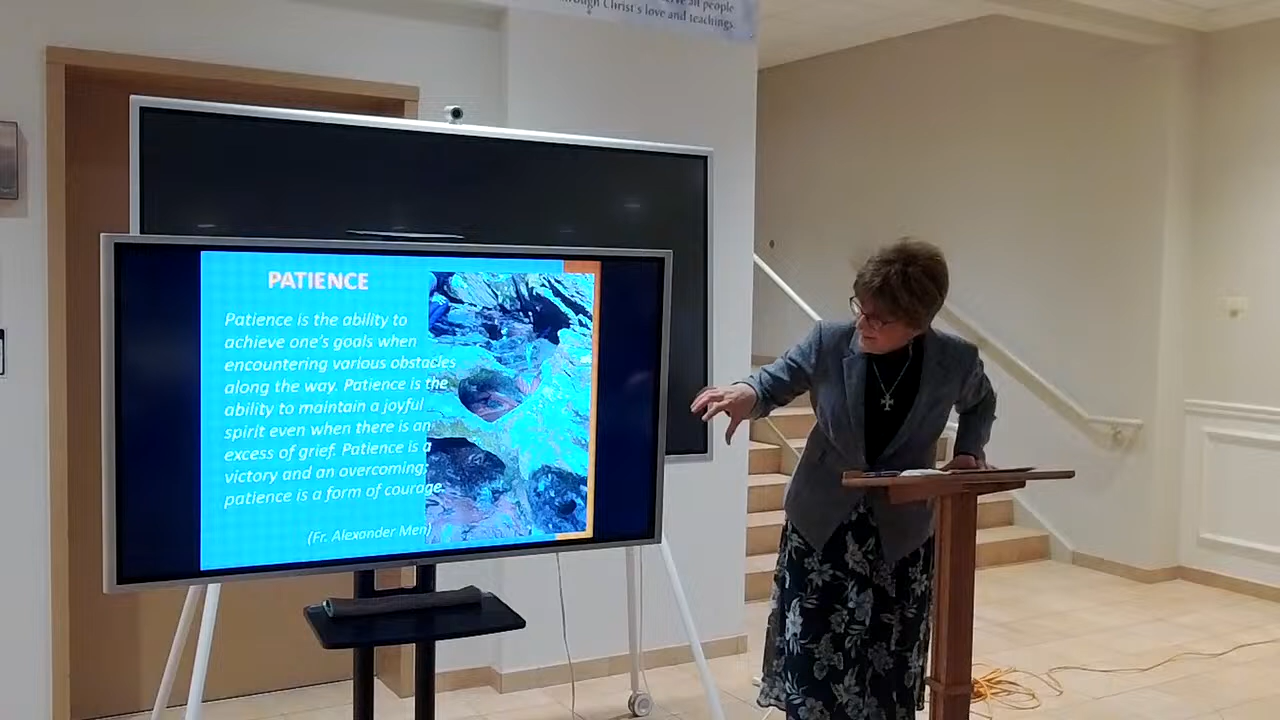 all people
through Christ's love and teachings.
PATIENCE
Patience is the ability to
achieve one's goals when
encountering various obstacles
along the way. Patience is the
ability to maintain a joyful
spirit even when there is an
excess of grief. Patience is a
victory and an overcoming;
patience is a form of courage.
(Fr. Alexander Men)